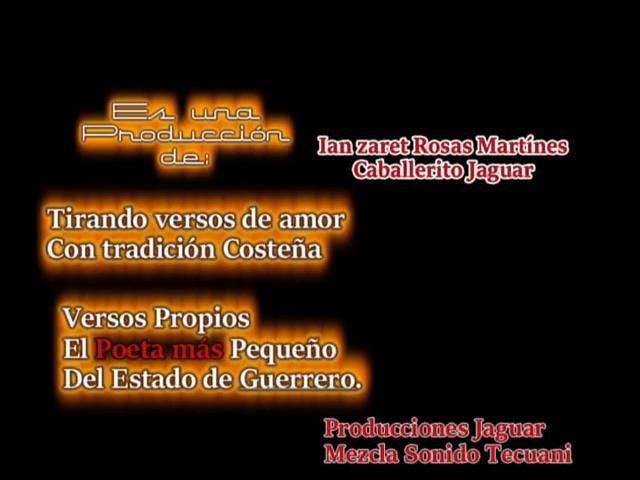 Es una
Producción
de:
Ian zaret Rosas Martínes
Caballerito Jaguar
Tirando versos de amor
Con tradición Costeña
Versos Propios
El Poeta más Pequeño
Del Estado de Guerrero.
Producciones Jaguar
Mezcla Sonido Tecuani